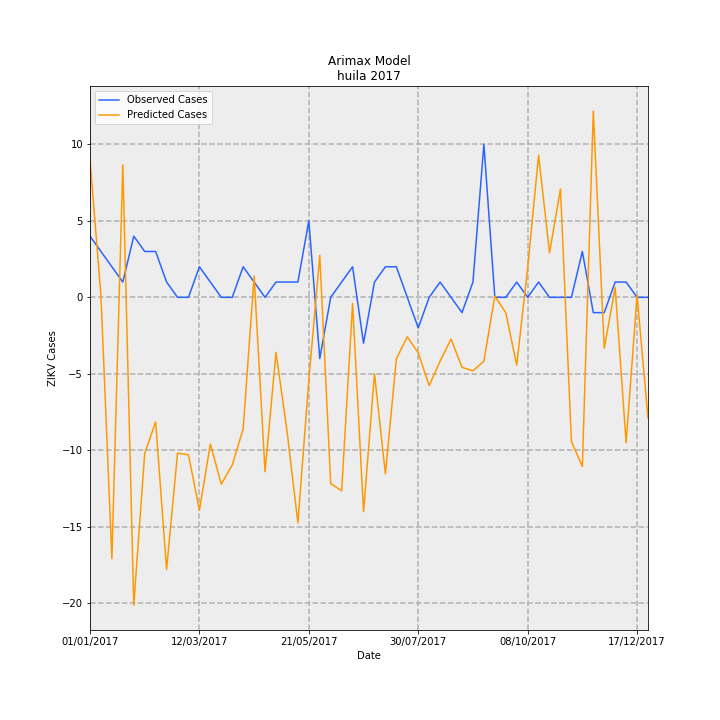 Arimax Model
huila 2017
Observed Cases
Predicted Cases
ZIKV Cases
10
5
0
−5
−10
−15
−20
01/01/2017
12/03/2017
21/05/2017
30/07/2017
08/10/2017
17/12/2017
Date